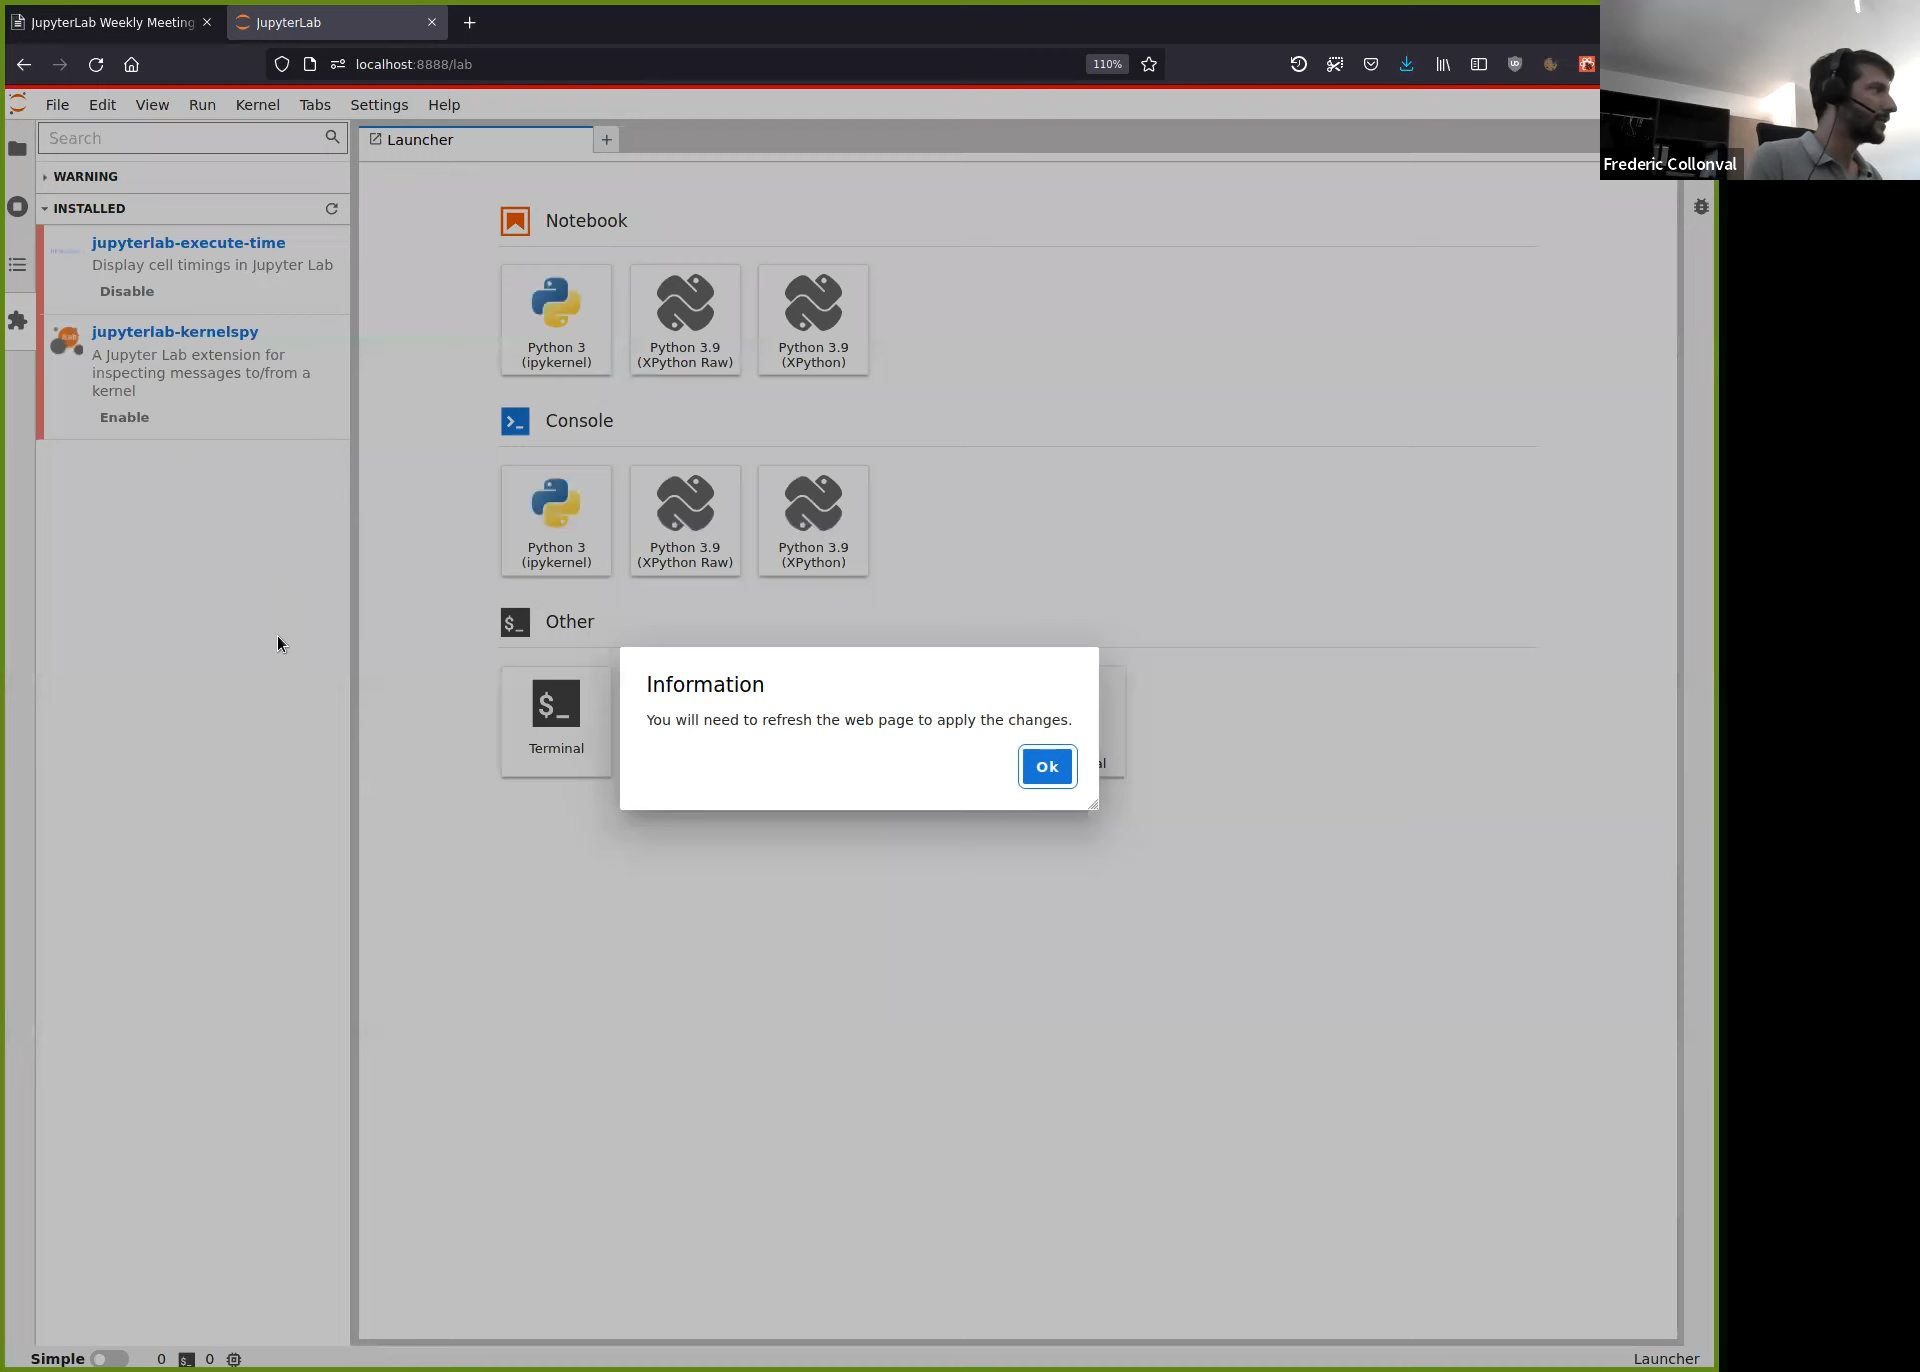 JupyterLab Weekly Meeting
JupyterLab
localhost:8888/lab
110%
File
Edit
View
Run
Kernel
Tabs
Settings
Help
Frederic Collonval
Search
WARNING
INSTALLED
jupyterlab-execute-time
Display cell timings in Jupyter Lab
Disable
jupyterlab-kernelspy
A Jupyter Lab extension for
inspecting messages to/from a
kernel
Enable
Launcher
Notebook
Python 3
(ipykernel)
Python 3.9
(XPython Raw)
Python 3.9
(XPython)
Console
Python 3
(ipykernel)
Python 3.9
(XPython Raw)
Python 3.9
(XPython)
$_ Other
$_
Terminal
Information
You will need to refresh the web page to apply the changes.
Ok
Simple
0
$_
0
Launcher